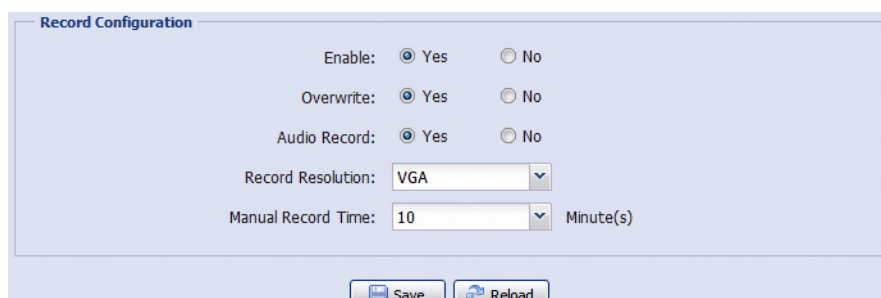 Record Configuration
Enable: Yes No
Overwrite: Yes No
Audio Record: Yes No
Record Resolution: VGA
Manual Record Time: 10 Minute(s)
Save Reload